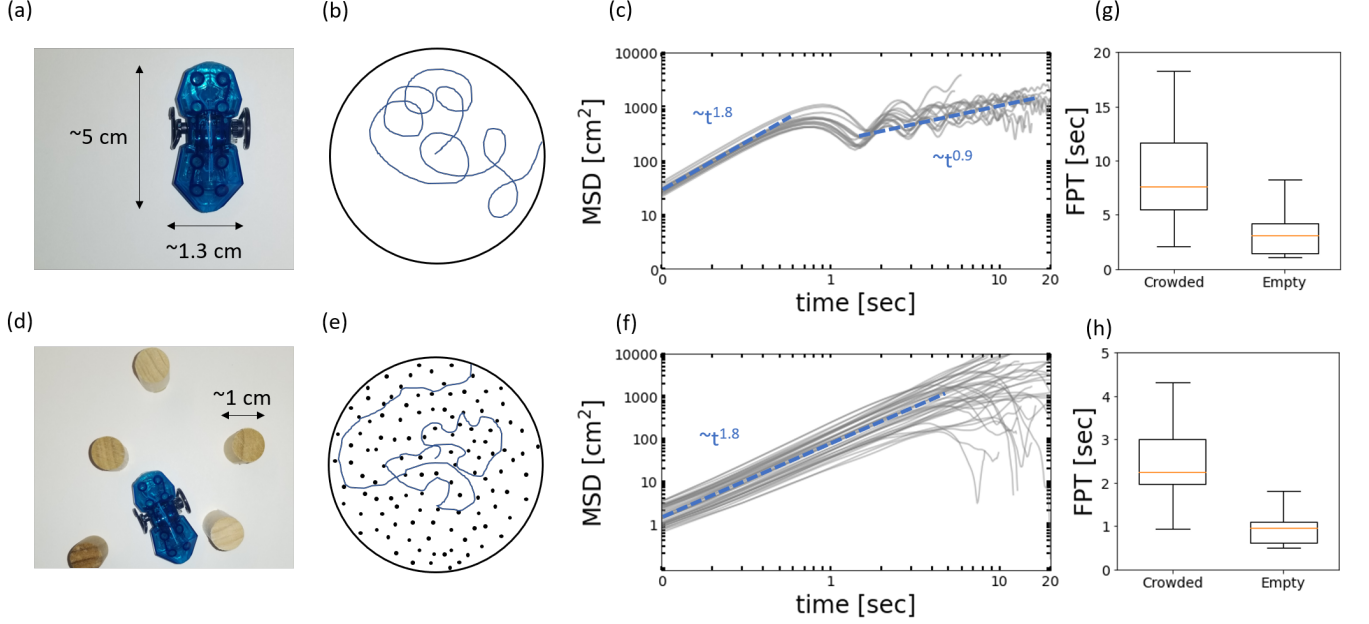 (a)
~5 cm
~1.3 cm
(b)
(c)
10000
1000
100
10
0
MSD [cm²]
~t^1.8
~t^0.9
0
1
10
20
time [sec]
(g)
20
15
10
5
0
FPT [sec]
Crowded
Empty
(d)
~1 cm
(e)
(f)
10000
1000
100
10
1
MSD [cm²]
~t^1.8
0
1
10
20
time [sec]
(h)
5
4
3
2
1
0
FPT [sec]
Crowded
Empty